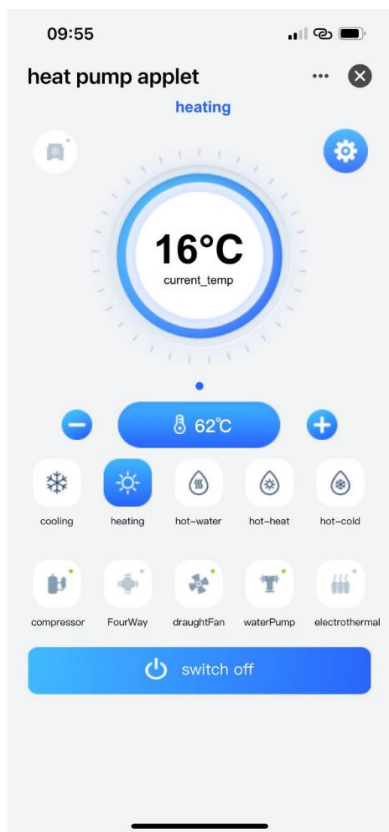 09:55
heat pump applet
heating
16°C
current_temp
62℃
cooling heating hot-water hot-heat hot-cold
compressor FourWay draughtFan waterPump electrothermal
switch off